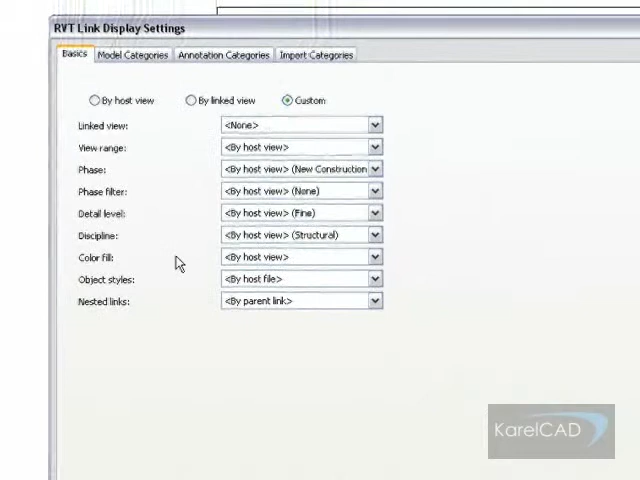 RVT Link Display Settings
Basics Model Categories Annotation Categories Import Categories
By host view By linked view Custom
Linked view: <None>
View range: <By host view>
Phase: <By host view> (New Construction
Phase filter: <By host view> (None)
Detail level: <By host view> (Fine)
Discipline: <By host view> (Structural)
Color fill: <By host view>
Object styles: <By host file>
Nested links: <By parent link>
KarelCAD